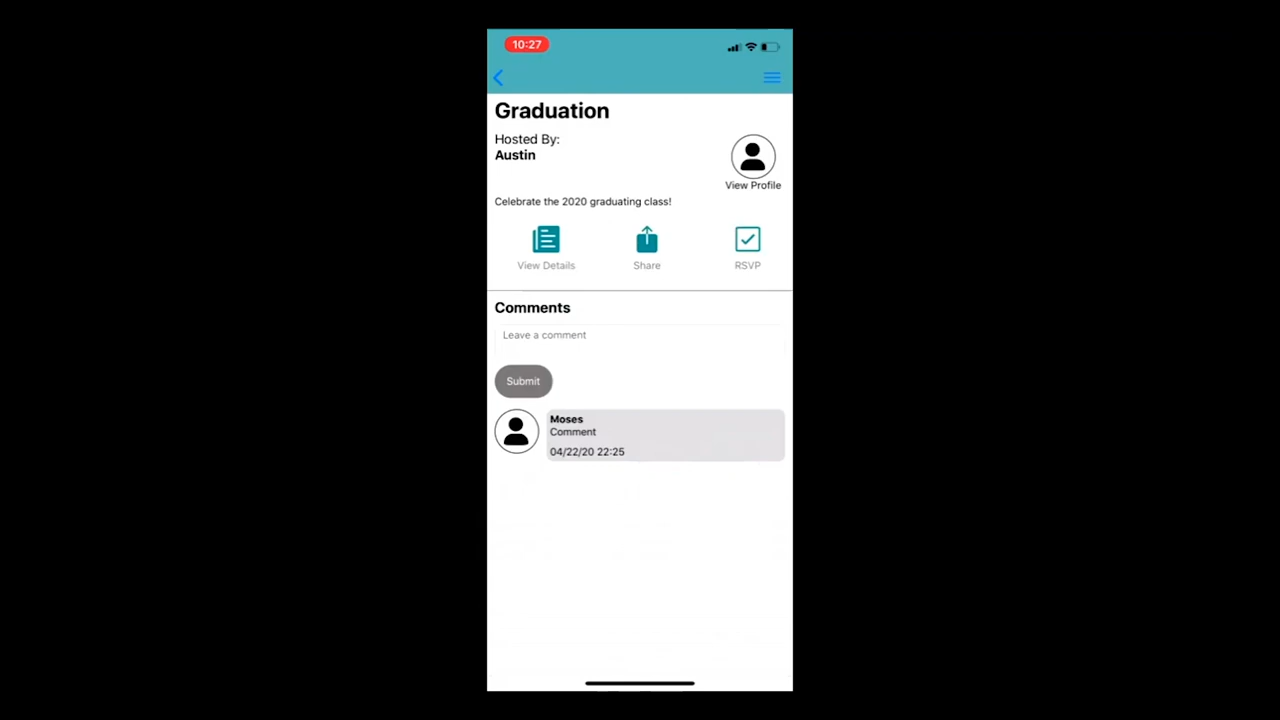 10:27
Graduation
Hosted By:
Austin
View Profile
Celebrate the 2020 graduating class!
View Details
Share
RSVP
Comments
Leave a comment
Submit
Moses
Comment
04/22/20 22:25